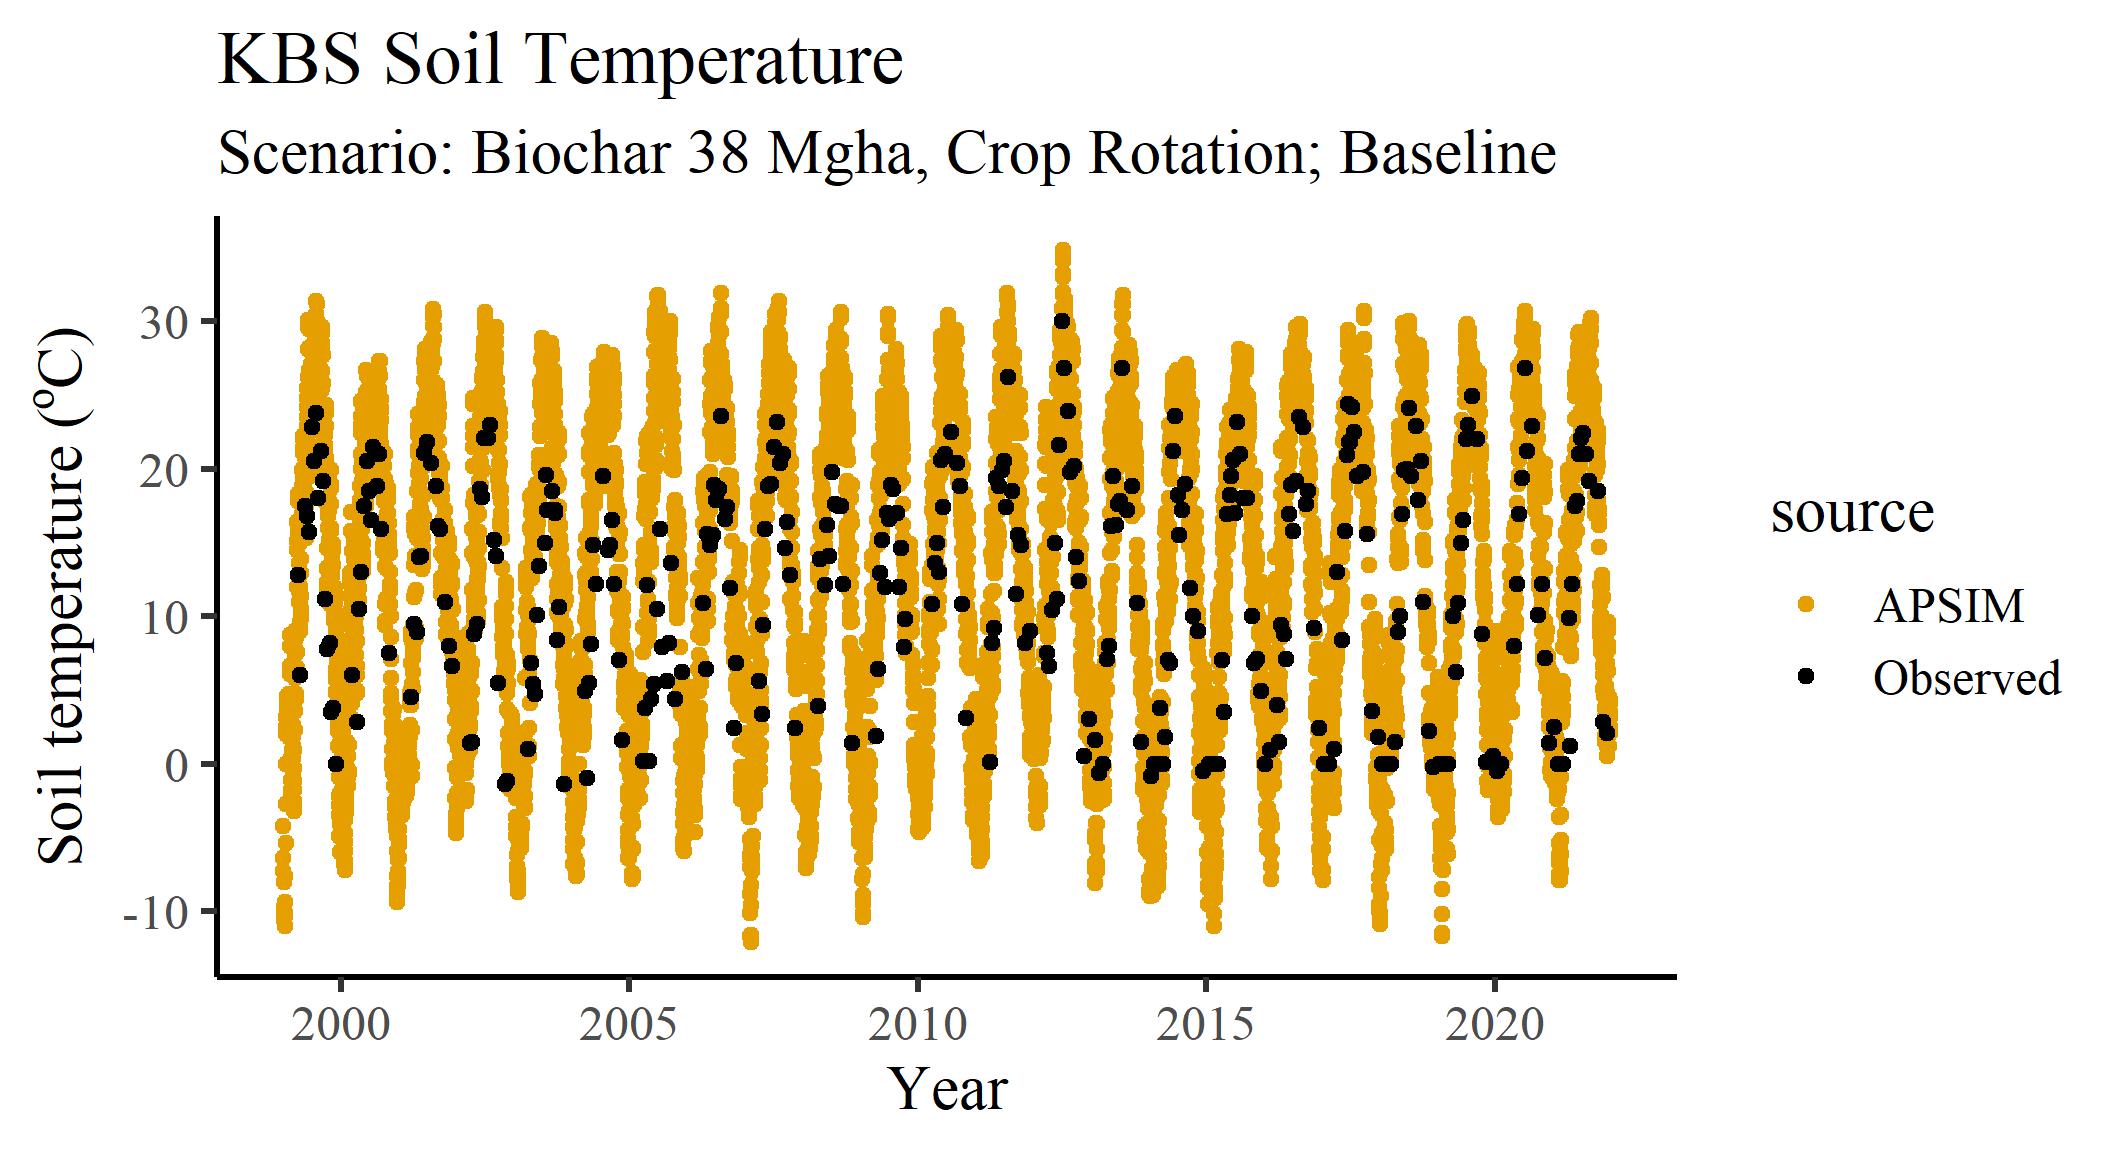 KBS Soil Temperature
Scenario: Biochar 38 Mgha, Crop Rotation; Baseline
Soil temperature (ºC)
30
20
10
0
-10
2000 2005 2010 2015 2020
Year
source
APSIM
Observed